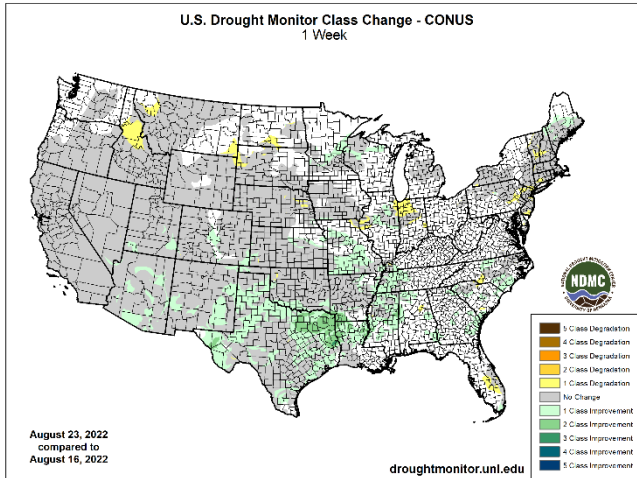 U.S. Drought Monitor Class Change - CONUS
1 Week
NDMC
5 Class Degradation
4 Class Degradation
3 Class Degradation
2 Class Degradation
1 Class Degradation
No Change
1 Class Improvement
2 Class Improvement
3 Class Improvement
4 Class Improvement
5 Class Improvement
August 23, 2022
compared to
August 16, 2022
droughtmonitor.unl.edu